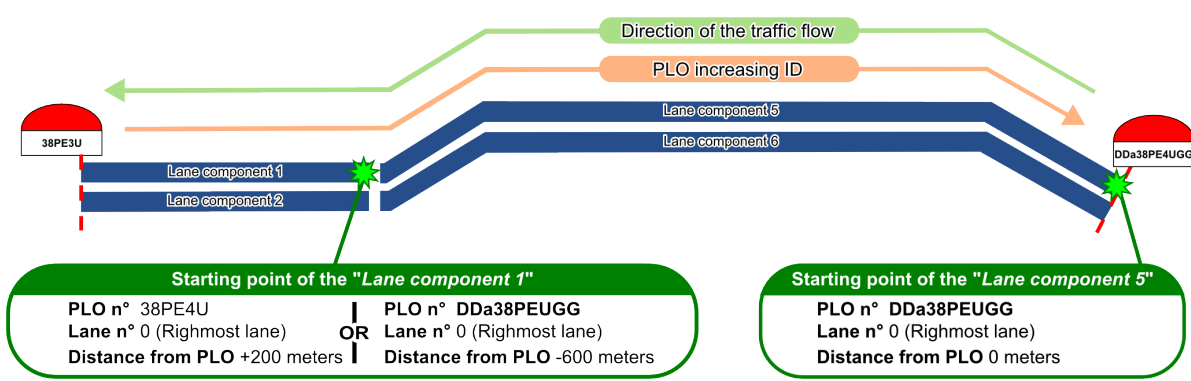 Direction of the traffic flow
PLO increasing ID
38PE3U
Lane component 5
DDa38PE4UGG
Lane component 6
Lane component 1
Lane component 2
Starting point of the "Lane component 1"
PLO n° 38PE4U
Lane n° 0 (Righmost lane)
Distance from PLO +200 meters
OR
PLO n° DDa38PEUGG
Lane n° 0 (Righmost lane)
Distance from PLO -600 meters
Starting point of the "Lane component 5"
PLO n° DDa38PEUGG
Lane n° 0 (Righmost lane)
Distance from PLO 0 meters